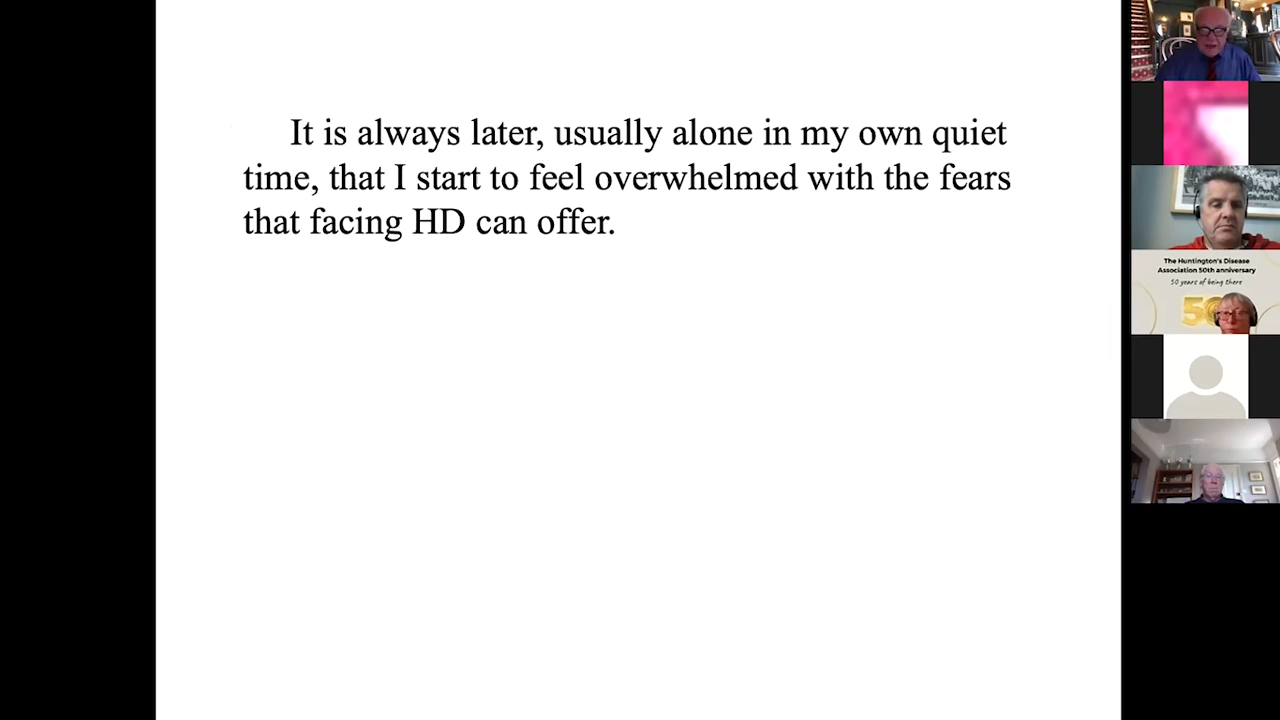 It is always later, usually alone in my own quiet
time, that I start to feel overwhelmed with the fears
that facing HD can offer.
The Huntington's Disease
Association 50th anniversary
50 years of being there
50